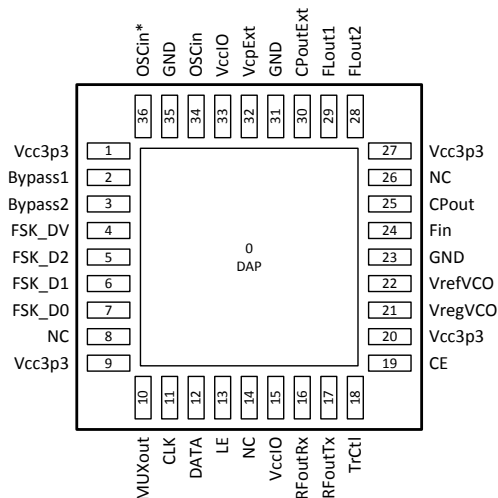 OSCin*
GND
OSCin
VccIO
VcpExt
GND
CPoutExt
FLout1
FLout2
36
35
34
33
32
31
30
29
28
Vcc3p3 1
Bypass1 2
Bypass2 3
FSK_DV 4
FSK_D2 5
FSK_D1 6
FSK_D0 7
NC 8
Vcc3p3 9
0
DAP
27 Vcc3p3
26 NC
25 CPout
24 Fin
23 GND
22 VrefVCO
21 VregVCO
20 Vcc3p3
19 CE
10
11
12
13
14
15
16
17
18
MUXout
CLK
DATA
LE
NC
VccIO
RFoutRx
RFoutTx
TrCtl